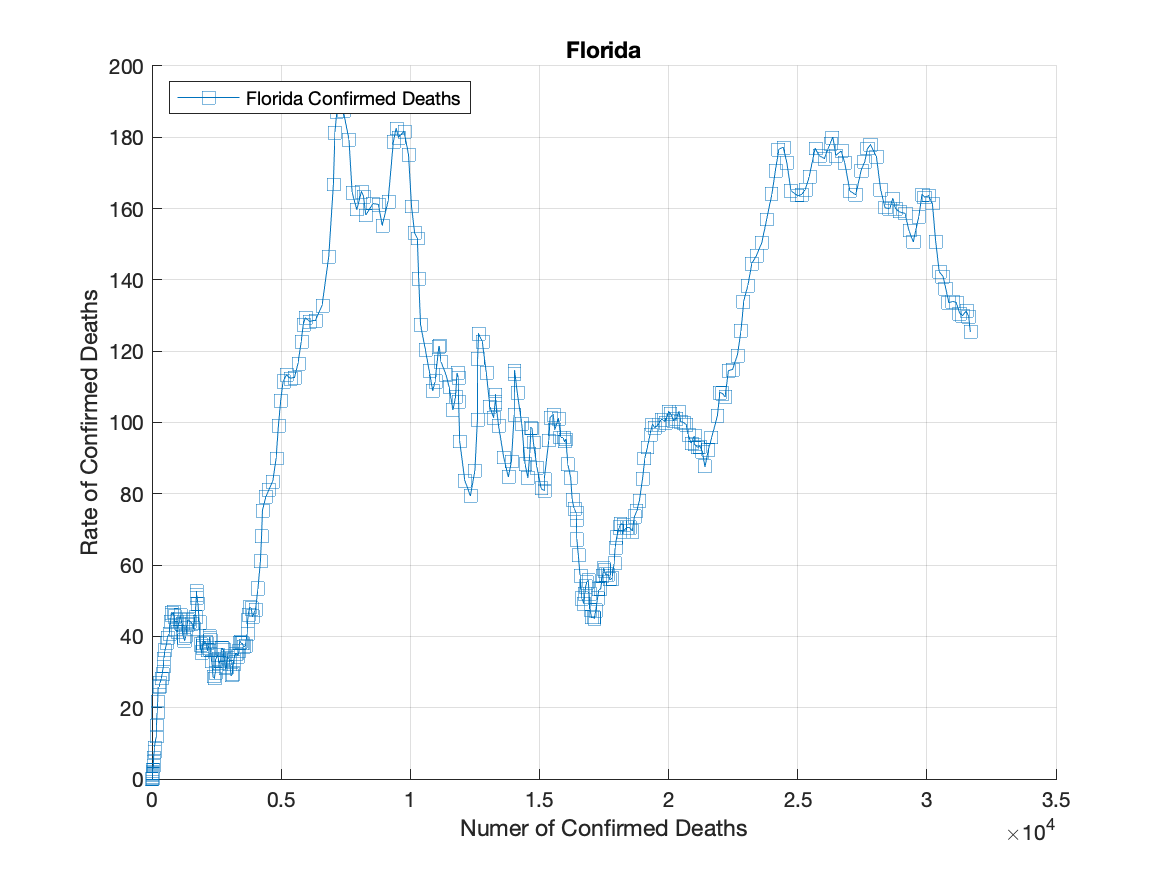 Florida
Florida Confirmed Deaths
200
180
160
140
120
100
80
60
40
20
0
Rate of Confirmed Deaths
0 0.5 1 1.5 2 2.5 3 3.5
Numer of Confirmed Deaths
×10⁴